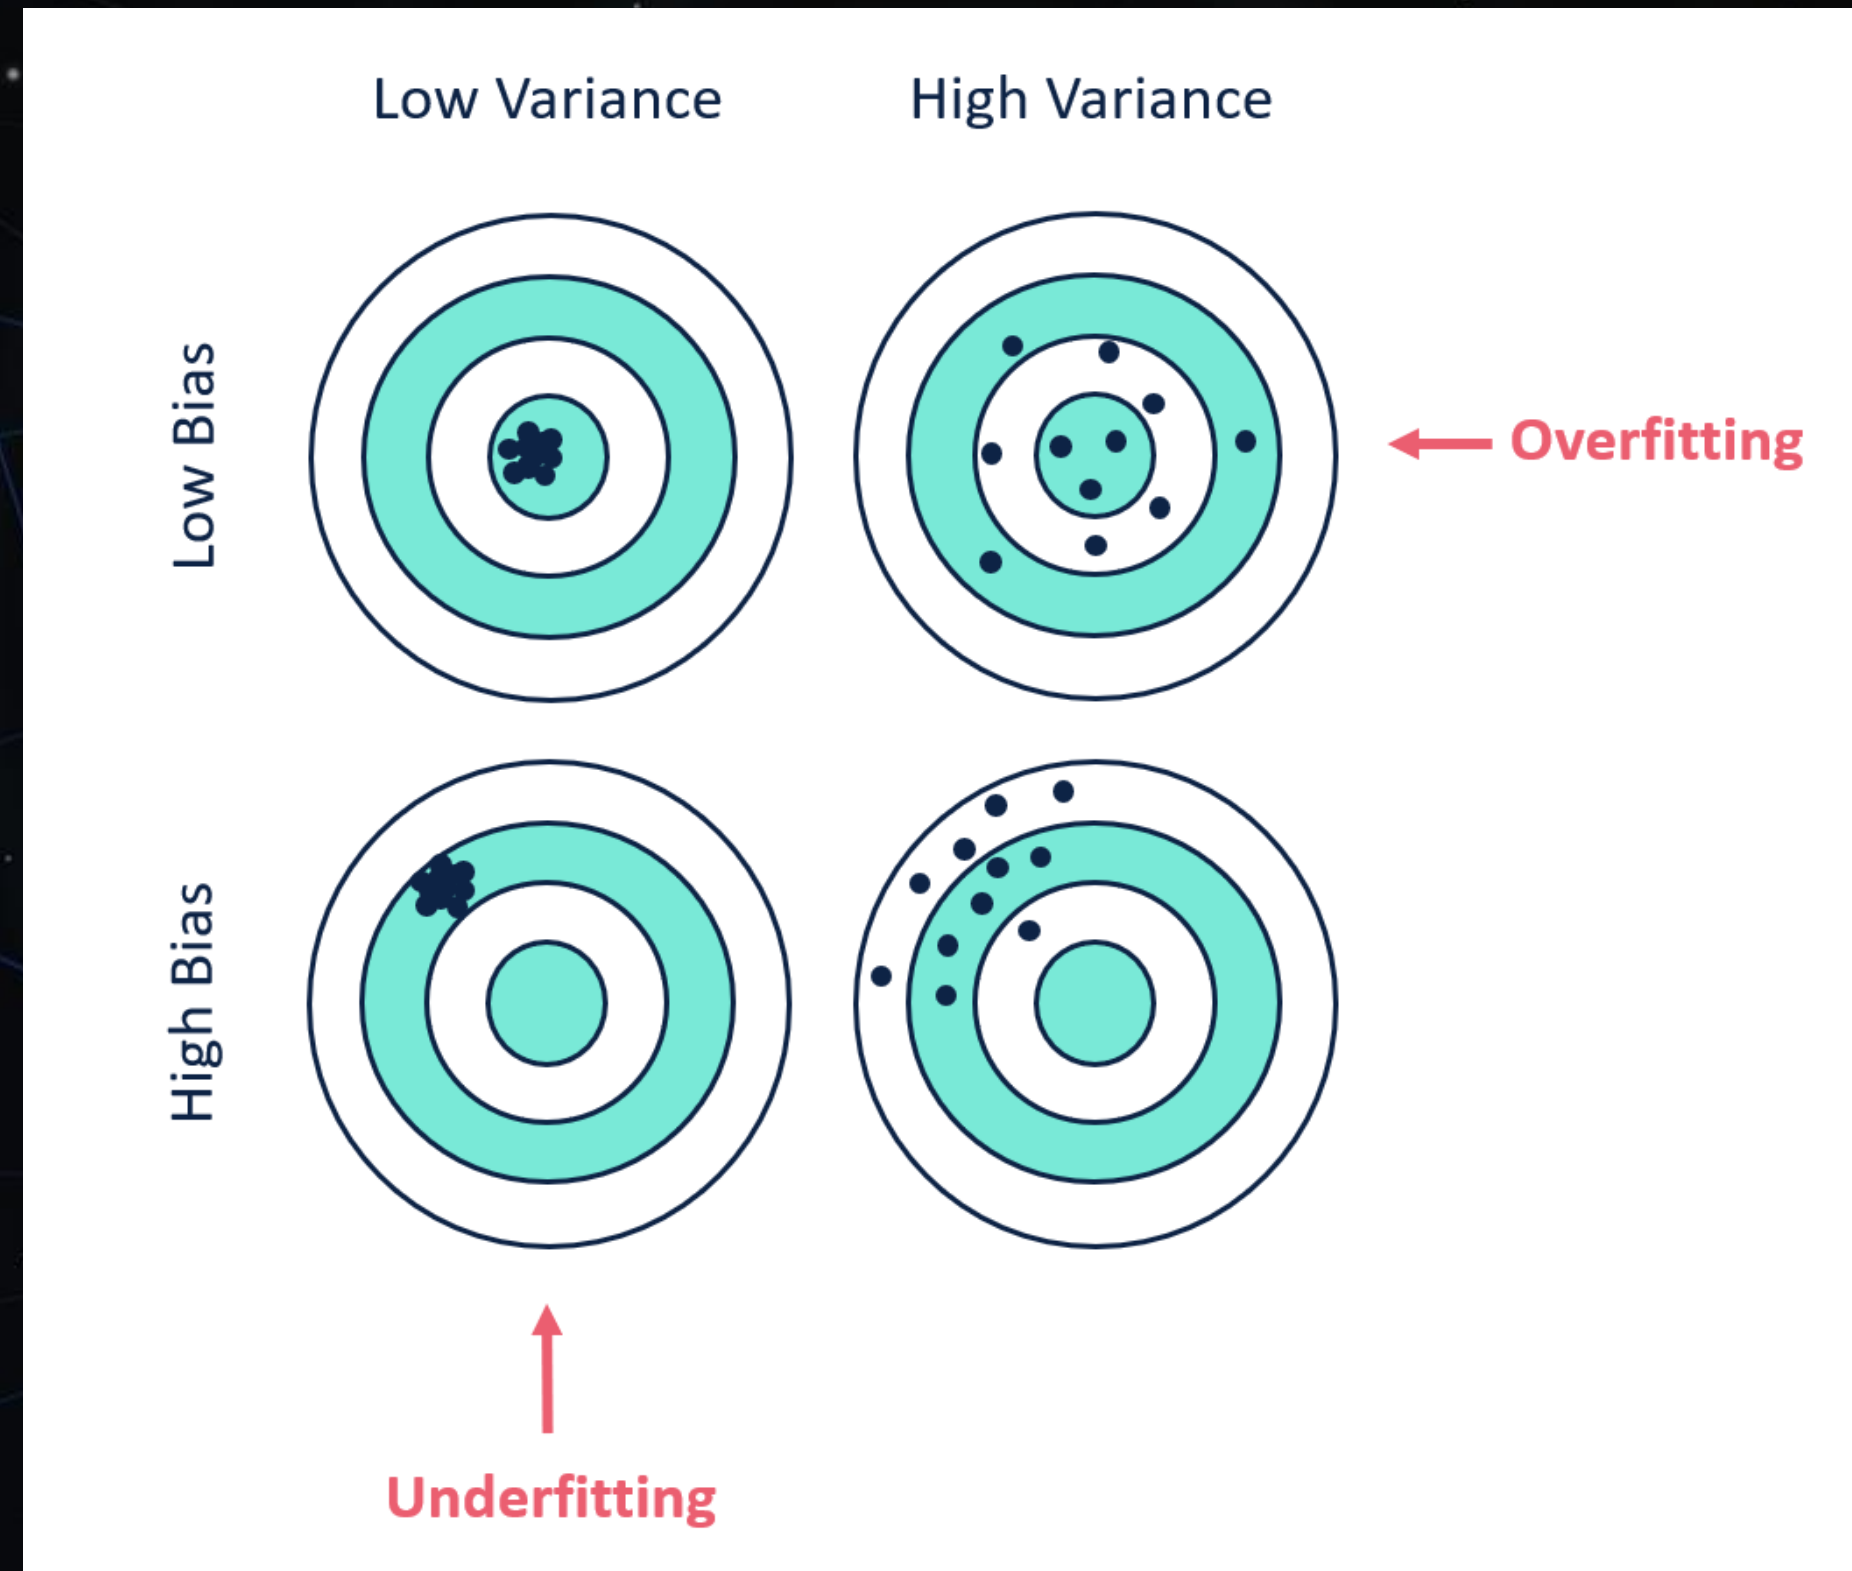 Low Variance
High Variance
Low Bias
Overfitting
High Bias
Underfitting